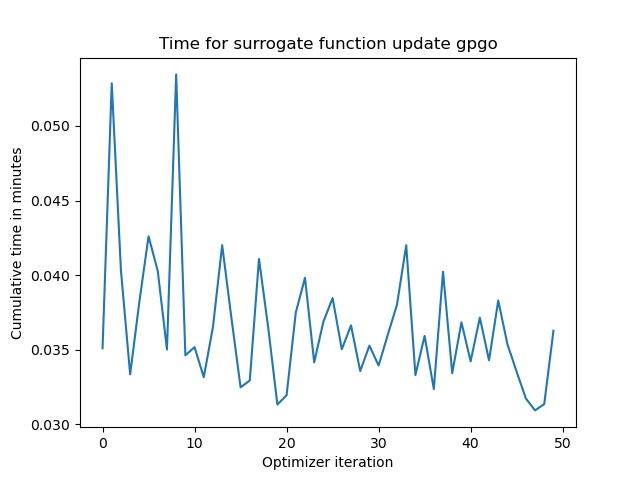 Time for surrogate function update gpgo
Cumulative time in minutes
0.050
0.045
0.040
0.035
0.030
0 10 20 30 40 50
Optimizer iteration